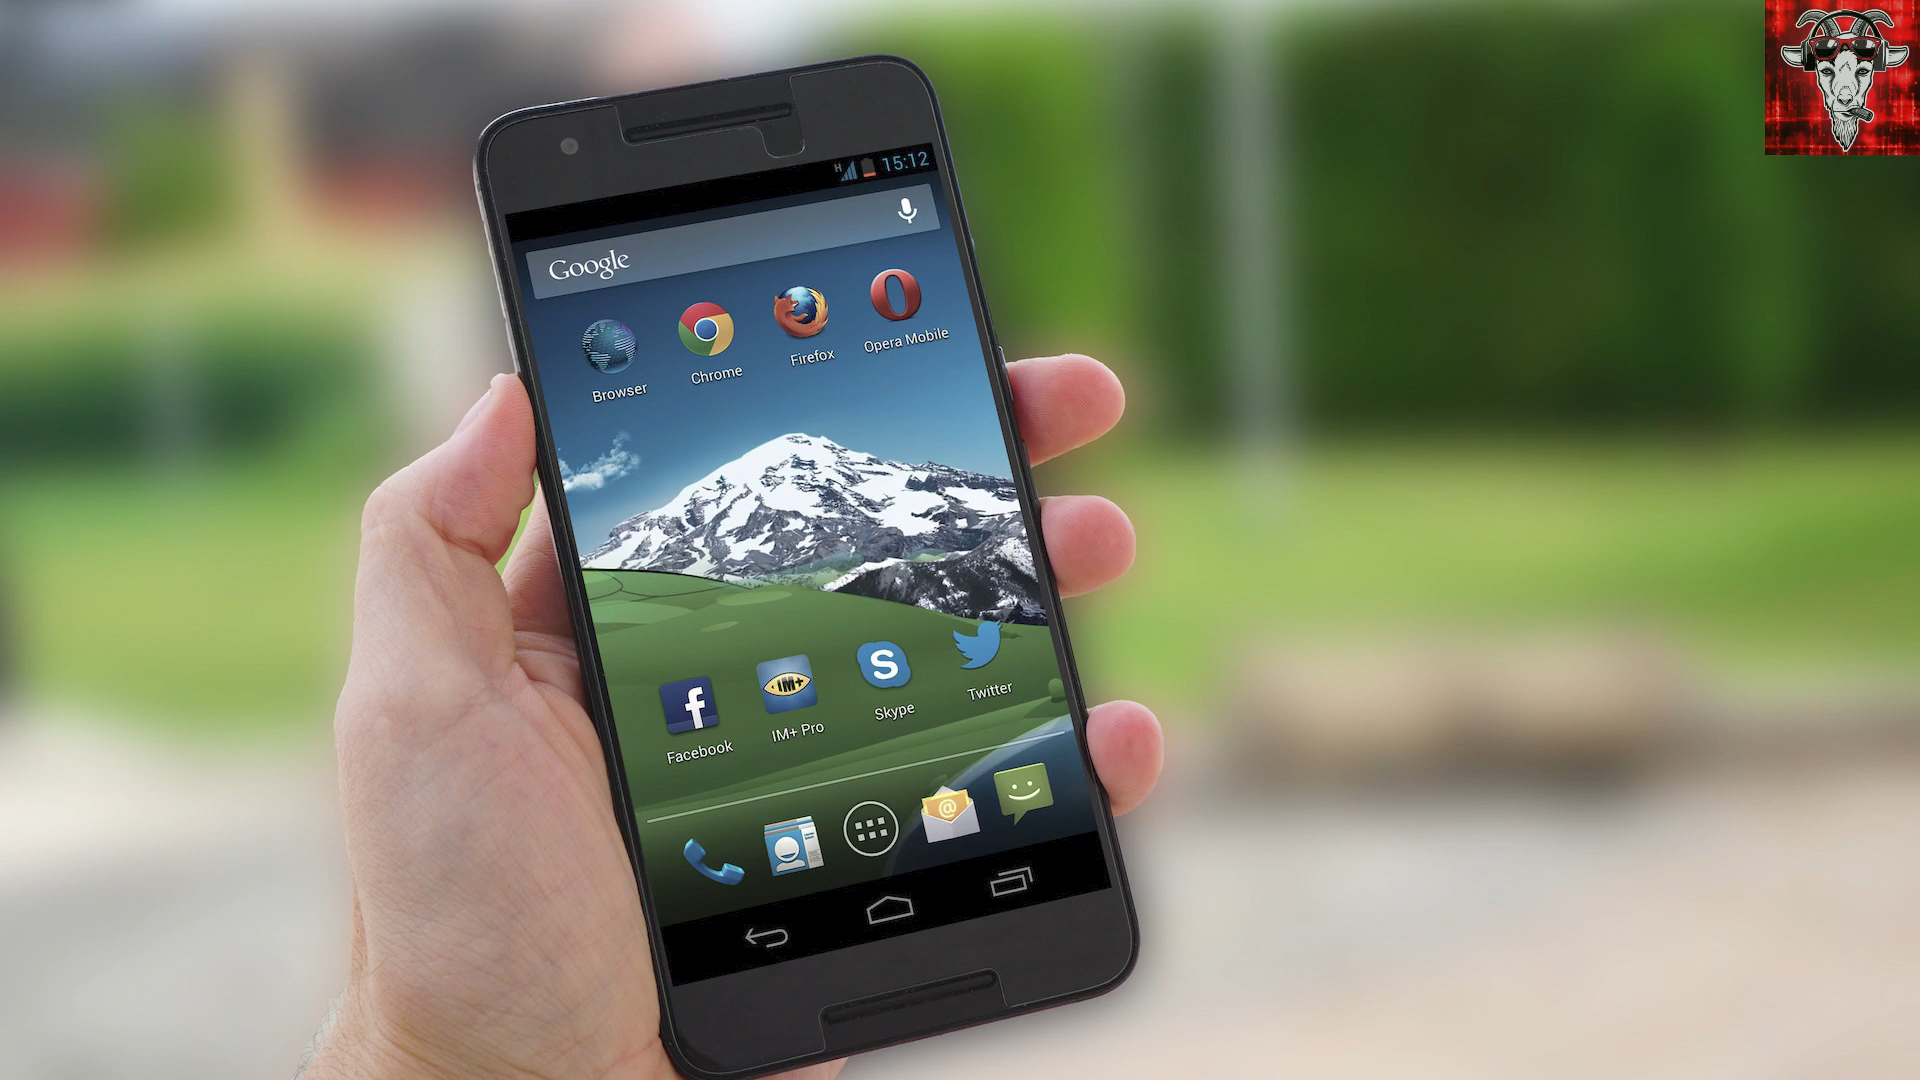 H 15:12
Google
Browser
Chrome
Firefox
Opera Mobile
Facebook
IM+ Pro
Skype
Twitter